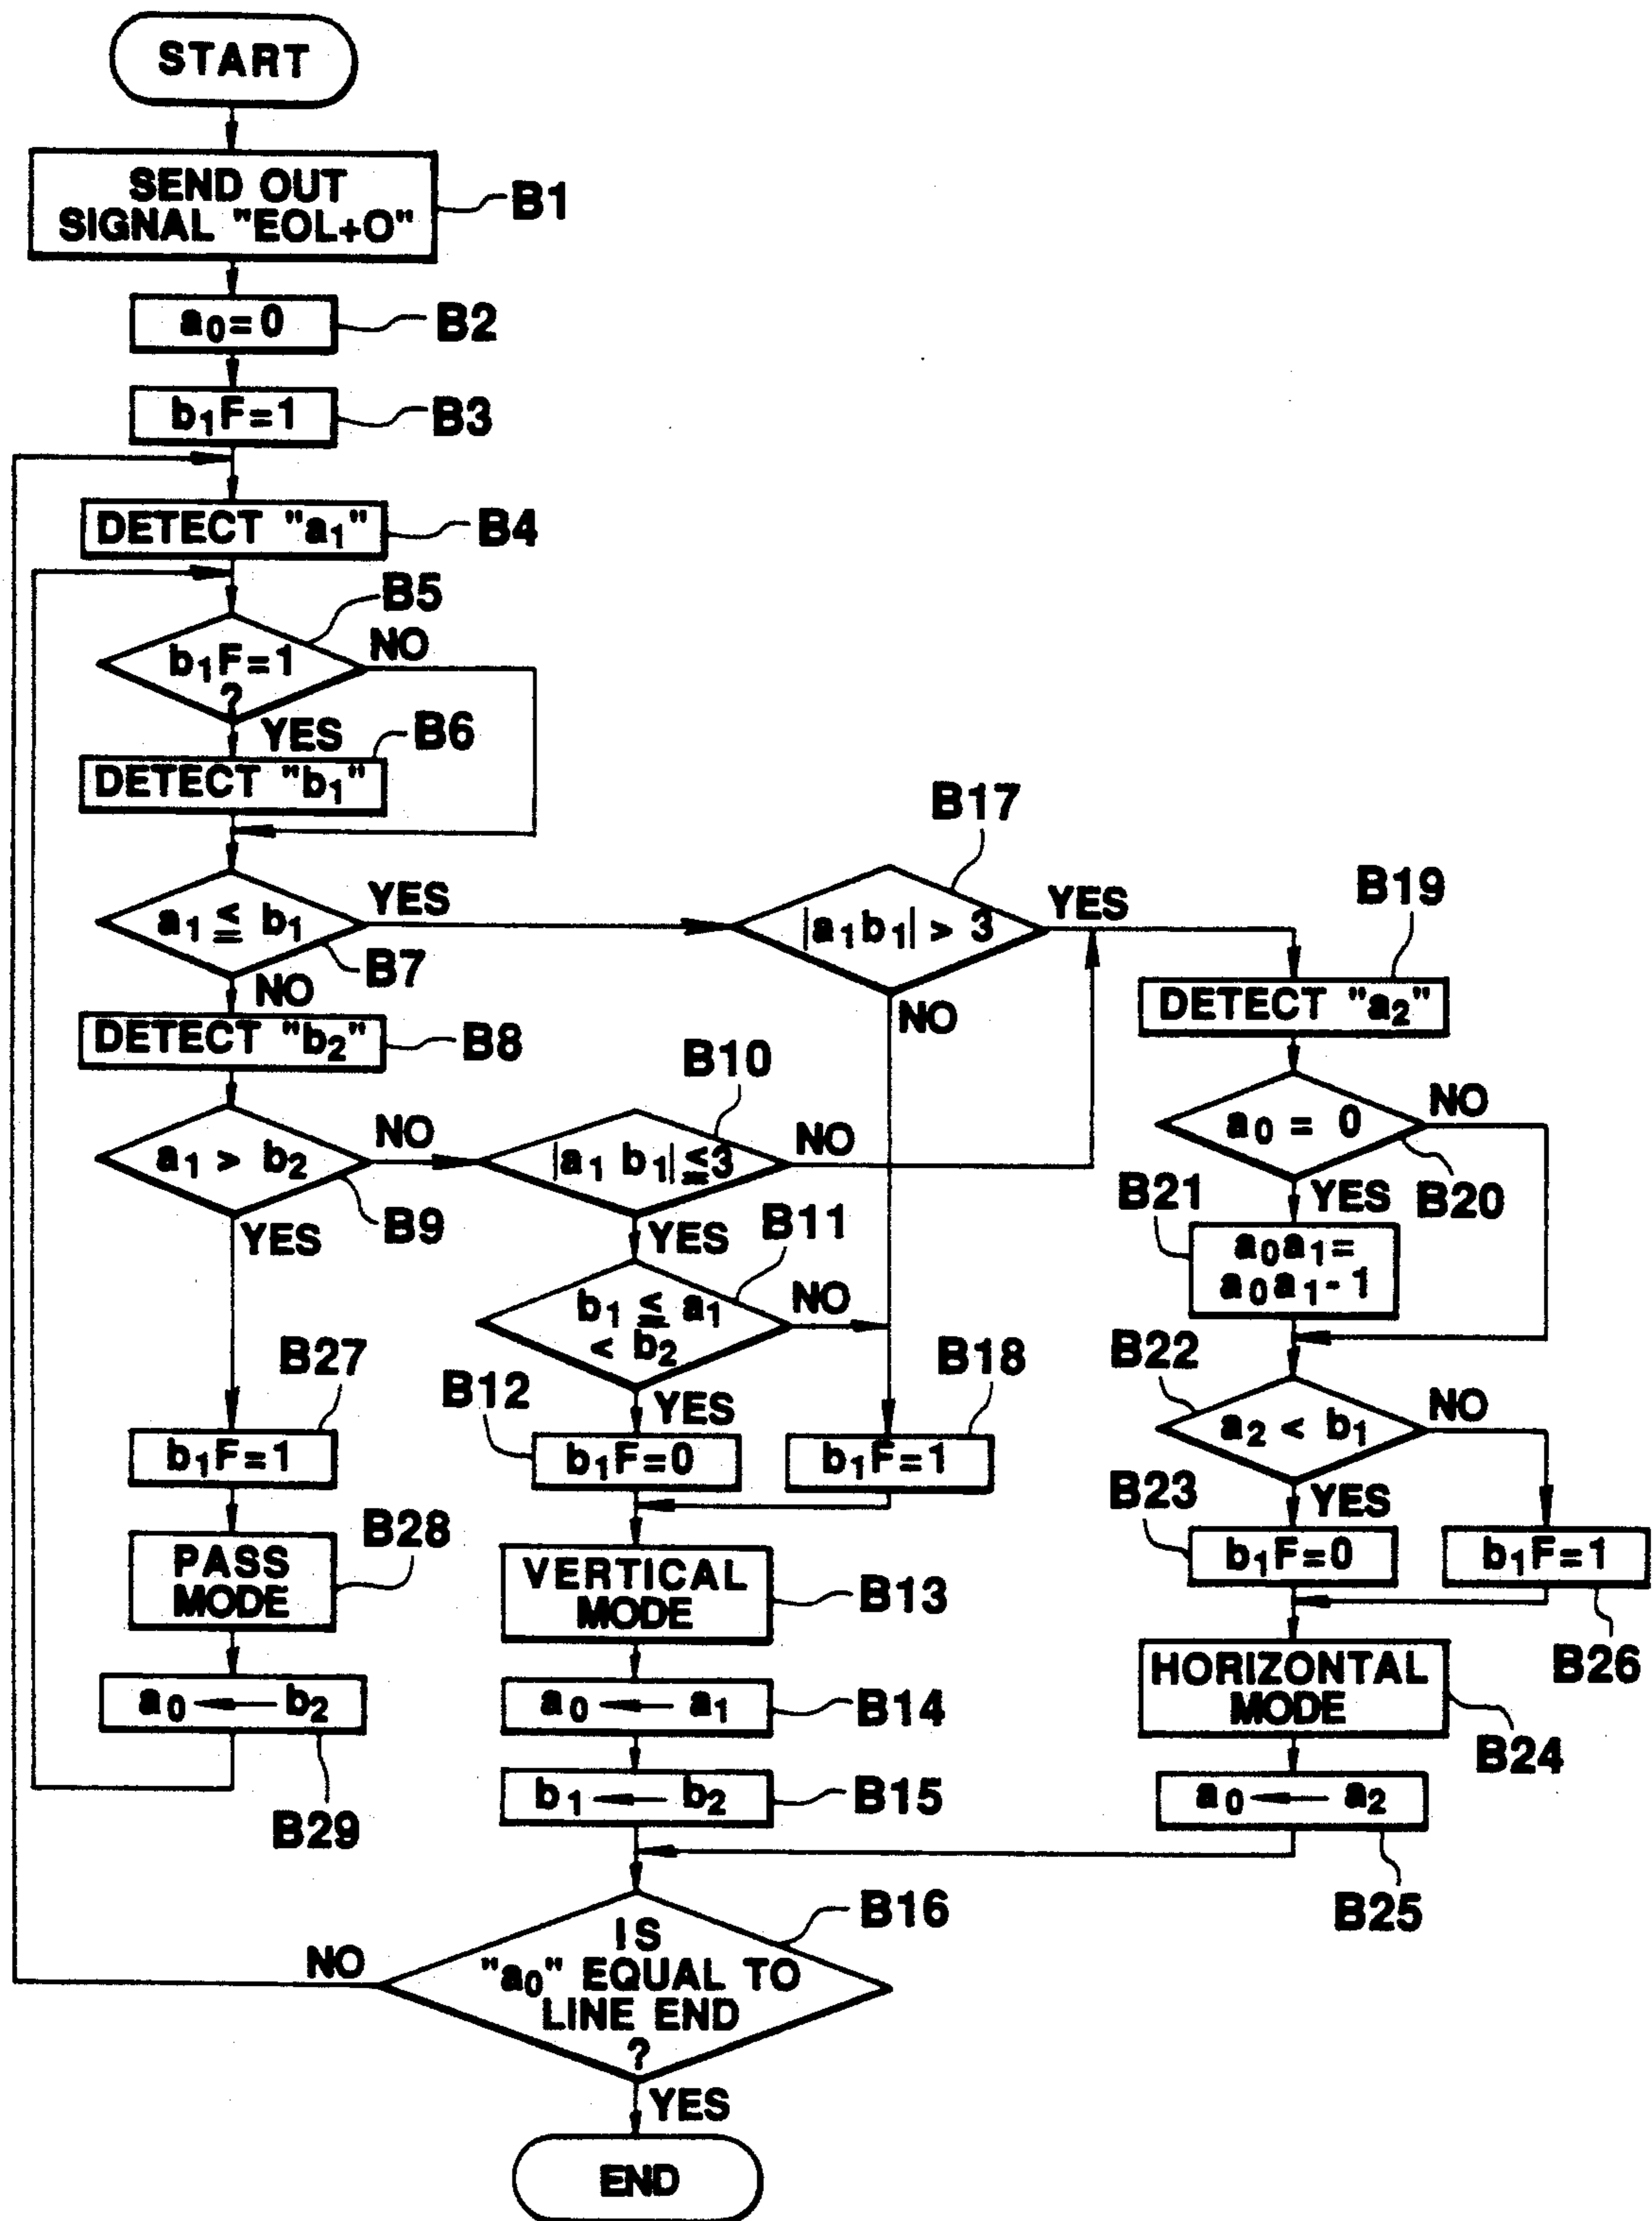 START
SEND OUT
SIGNAL "EOL+O"
B1
a₀=0
B2
b₁F=1
B3
DETECT "a₁"
B4
B5
b₁F=1
?
NO
YES
B6
DETECT "b₁"
a₁ ≦ b₁
YES
B7
NO
B17
|a₁b₁| > 3
YES
NO
B19
DETECT "a₂"
DETECT "b₂"
B8
B10
a₁ > b₂
NO
B9
YES
|a₁ b₁| ≦3
NO
YES
a₀ = 0
NO
B20
YES
B21
a₀a₁=
a₀a₁-1
B11
b₁ ≦ a₁
< b₂
NO
YES
B12
b₁F=0
B18
b₁F=1
B22
a₂ < b₁
NO
YES
B23
b₁F=0
b₁F=1
B26
B27
b₁F=1
B28
PASS
MODE
VERTICAL
MODE
B13
HORIZONTAL
MODE
B24
a₀ ← b₂
B29
a₀ ← a₁
B14
b₁ ← b₂
B15
a₀ ← a₂
B25
B16
IS
"a₀" EQUAL TO
LINE END
?
NO
YES
END